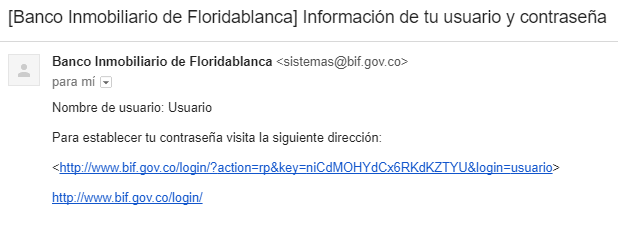 [Banco Inmobiliario de Floridablanca] Información de tu usuario y contraseña
Banco Inmobiliario de Floridablanca <sistemas@bif.gov.co>
para mí
Nombre de usuario: Usuario
Para establecer tu contraseña visita la siguiente dirección:
<http://www.bif.gov.co/login/?action=rp&key=niCdMOHYdCx6RKdKZTYU&login=usuario>
http://www.bif.gov.co/login/